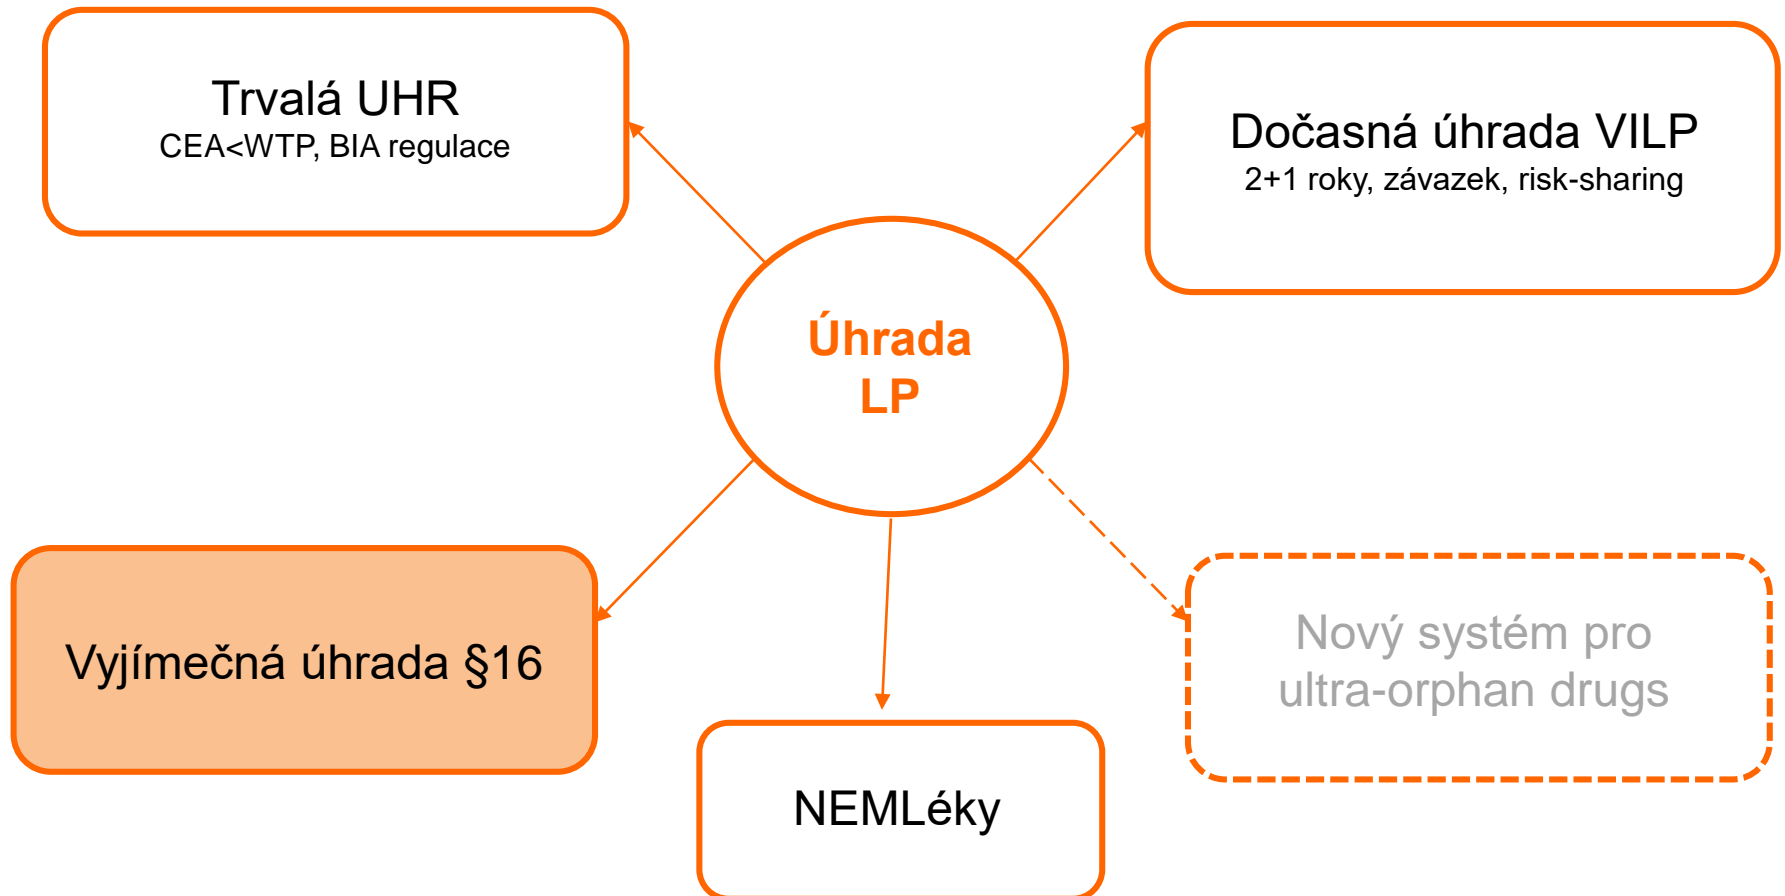 Trvalá UHR
CEA<WTP, BIA regulace
Dočasná úhrada VILP
2+1 roky, závazek, risk-sharing
Úhrada
LP
Vyjímečná úhrada §16
Nový systém pro
ultra-orphan drugs
NEMLéky